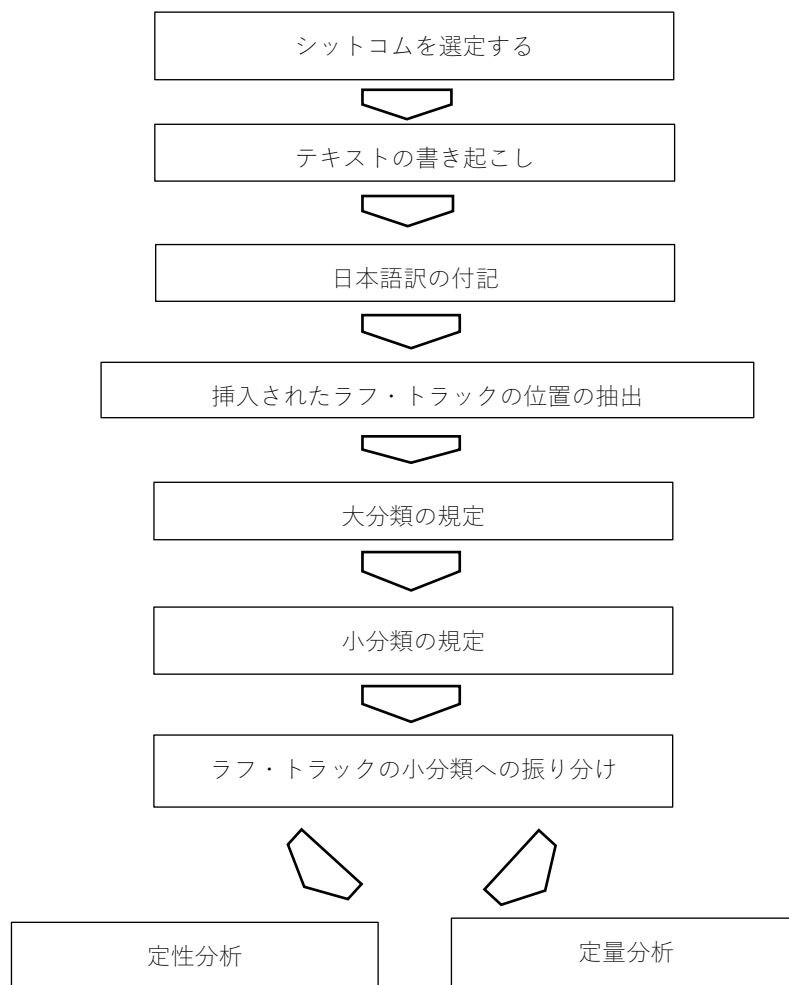 シットコムを選定する
テキストの書き起こし
日本語訳の付記
挿入されたラフ・トラックの位置の抽出
大分類の規定
小分類の規定
ラフ・トラックの小分類への振り分け
定性分析
定量分析